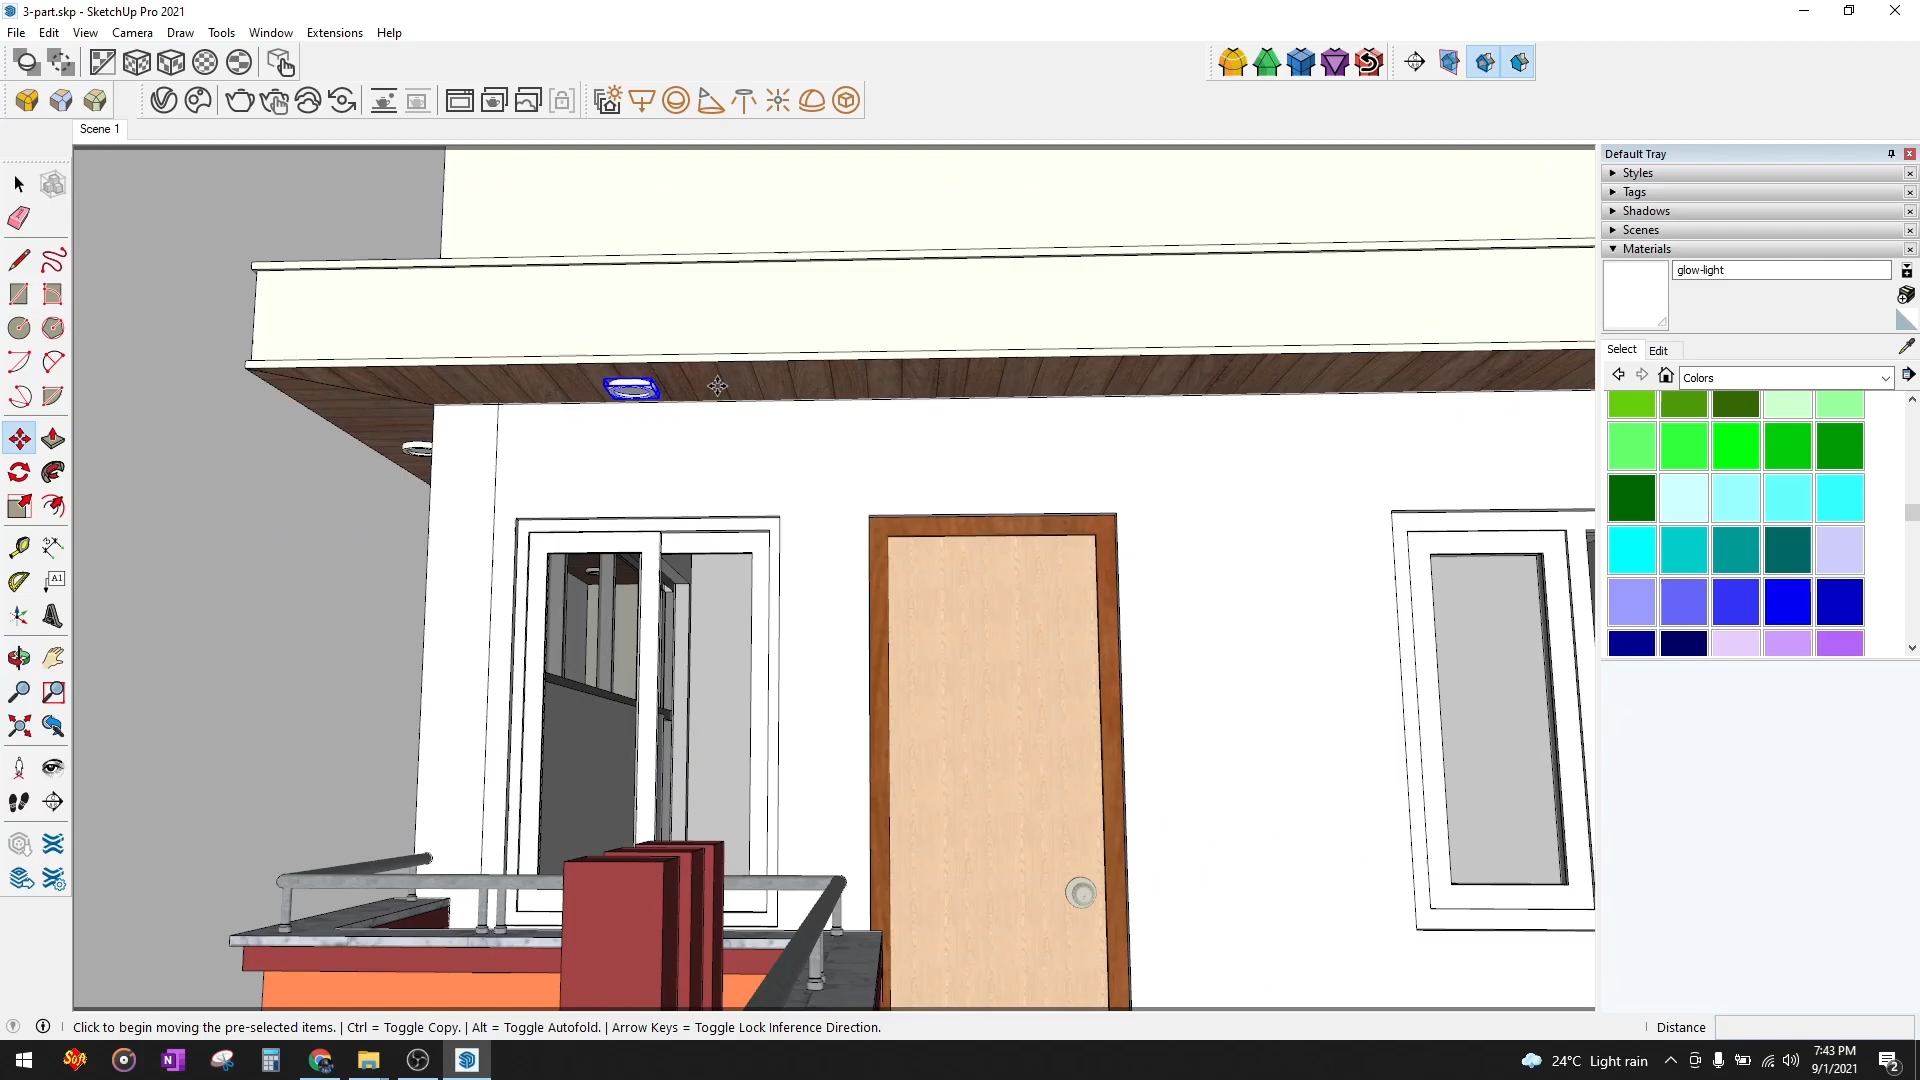 3-part.skp - SketchUp Pro 2021
File Edit View Camera Draw Tools Window Extensions Help
Scene 1
Default Tray
Styles
Tags
Shadows
Scenes
Materials
glow-light
Select Edit
Colors
A1
Click to begin moving the pre-selected items. | Ctrl = Toggle Copy. | Alt = Toggle Autofold. | Arrow Keys = Toggle Lock Inference Direction.
Distance
Soft
N
24°C Light rain
7:43 PM
9/1/2021
2